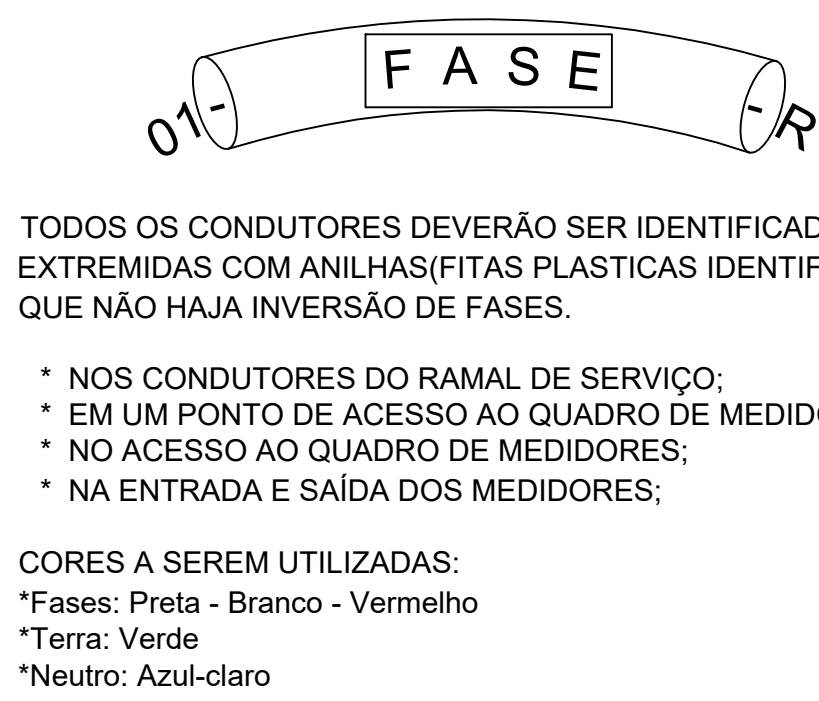 01- FASE -R
TODOS OS CONDUTORES DEVERÃO SER IDENTIFICAD
EXTREMIDAS COM ANILHAS(FITAS PLASTICAS IDENTIF
QUE NÃO HAJA INVERSÃO DE FASES.
* NOS CONDUTORES DO RAMAL DE SERVIÇO;
* EM UM PONTO DE ACESSO AO QUADRO DE MEDID
* NO ACESSO AO QUADRO DE MEDIDORES;
* NA ENTRADA E SAÍDA DOS MEDIDORES;
CORES A SEREM UTILIZADAS:
*Fases: Preta - Branco - Vermelho
*Terra: Verde
*Neutro: Azul-claro